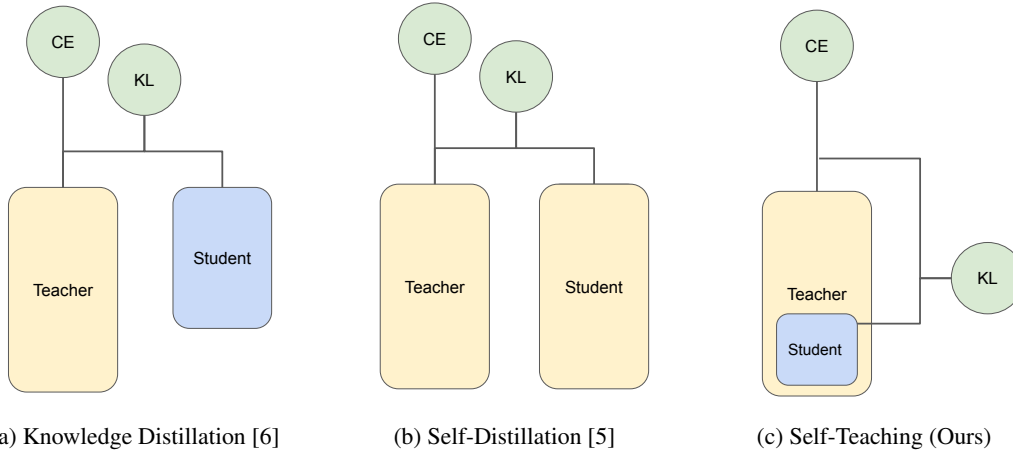 CE
KL
Teacher
Student
a) Knowledge Distillation [6]
CE
KL
Teacher
Student
(b) Self-Distillation [5]
CE
KL
Teacher
Student
(c) Self-Teaching (Ours)